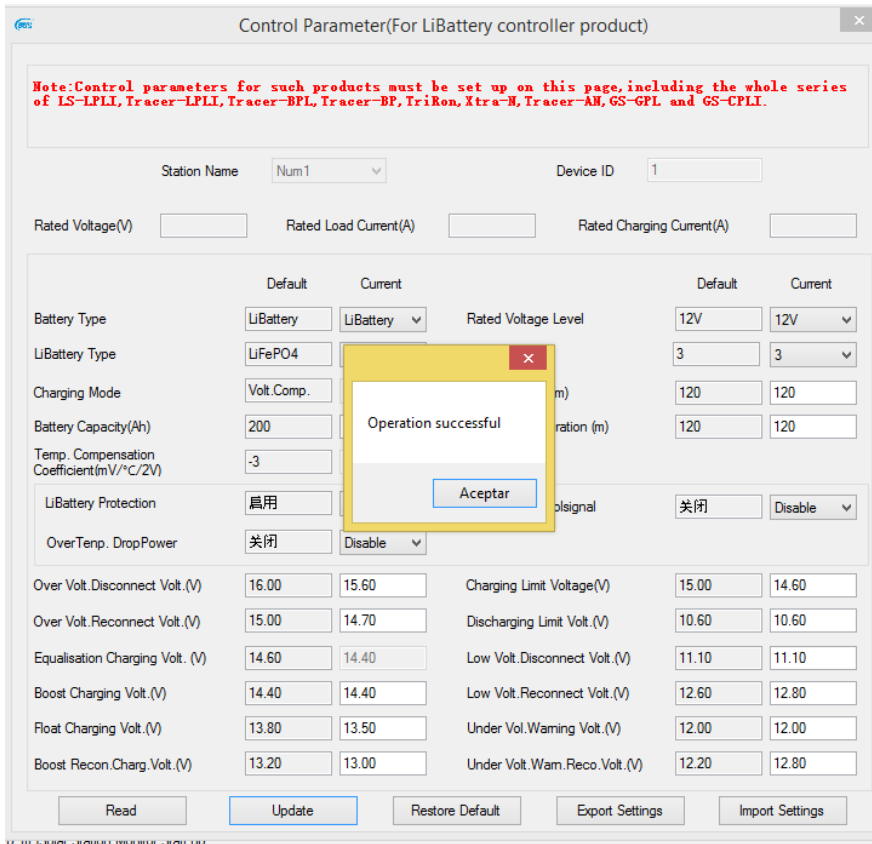 Control Parameter(For LiBattery controller product)
Note:Control parameters for such products must be set up on this page,including the whole series
of LS-LPLI,Tracer-LPLI,Tracer-BPL,Tracer-BP,TriRon,Xtra-N,Tracer-AN,GS-GPL and GS-CPLI.
Station Name Num1 Device ID 1
Rated Voltage(V) Rated Load Current(A) Rated Charging Current(A)
Default Current Default Current
Battery Type LiBattery LiBattery Rated Voltage Level 12V 12V
LiBattery Type LiFePO4 3 3
Charging Mode Volt.Comp. m) 120 120
Battery Capacity(Ah) 200 ration (m) 120 120
Temp. Compensation
Coefficient(mV/°C/2V) -3
Operation successful
Aceptar
LiBattery Protection 启用 olsignal 关闭 Disable
OverTenp. DropPower 关闭 Disable
Over Volt.Disconnect Volt.(V) 16.00 15.60 Charging Limit Voltage(V) 15.00 14.60
Over Volt.Reconnect Volt.(V) 15.00 14.70 Discharging Limit Volt.(V) 10.60 10.60
Equalisation Charging Volt. (V) 14.60 14.40 Low Volt.Disconnect Volt.(V) 11.10 11.10
Boost Charging Volt.(V) 14.40 14.40 Low Volt.Reconnect Volt.(V) 12.60 12.80
Float Charging Volt.(V) 13.80 13.50 Under Vol.Warning Volt.(V) 12.00 12.00
Boost Recon.Charg.Volt.(V) 13.20 13.00 Under Volt.Warn.Reco.Volt.(V) 12.20 12.80
Read Update Restore Default Export Settings Import Settings